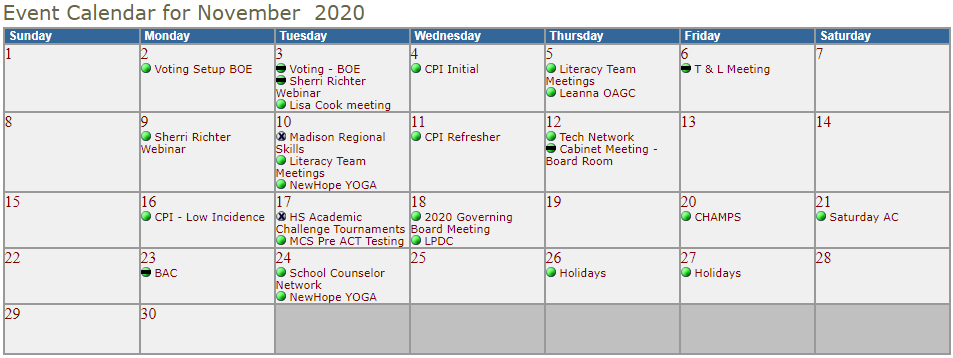 Event Calendar for November 2020
Sunday Monday Tuesday Wednesday Thursday Friday Saturday
1
2
Voting Setup BOE
3
Voting - BOE
Sherri Richter
Webinar
Lisa Cook meeting
4
CPI Initial
5
Literacy Team
Meetings
Leanna OAGC
6
T & L Meeting
7
8
9
Sherri Richter
Webinar
10
Madison Regional
Skills
Literacy Team
Meetings
NewHope YOGA
11
CPI Refresher
12
Tech Network
Cabinet Meeting -
Board Room
13
14
15
16
CPI - Low Incidence
17
HS Academic
Challenge Tournaments
MCS Pre ACT Testing
18
2020 Governing
Board Meeting
LPDC
19
20
CHAMPS
21
Saturday AC
22
23
BAC
24
School Counselor
Network
NewHope YOGA
25
26
Holidays
27
Holidays
28
29
30